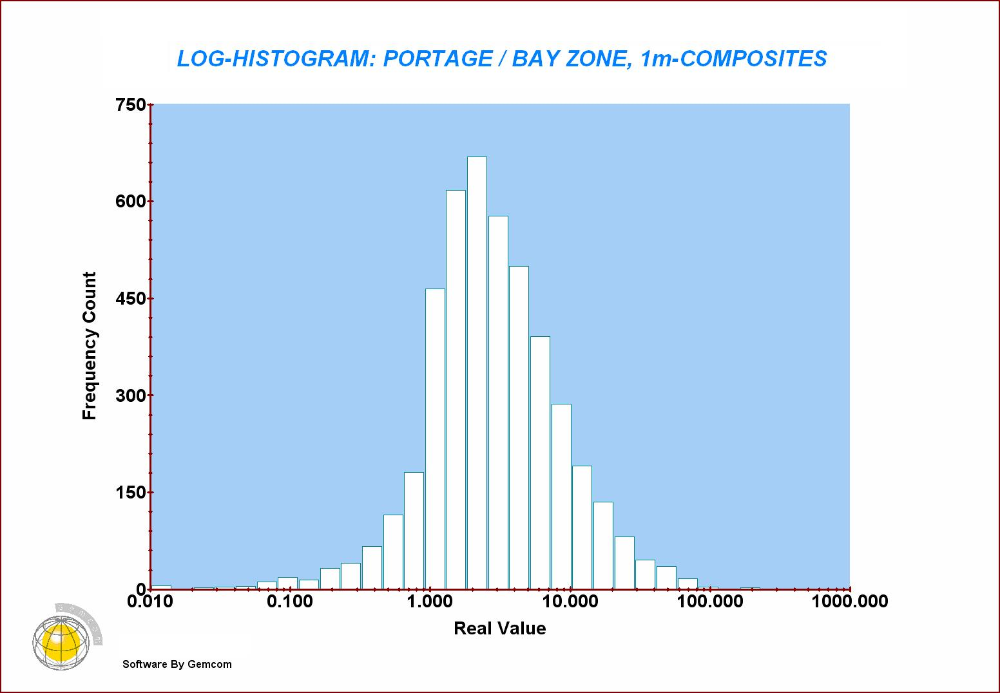 LOG-HISTOGRAM: PORTAGE / BAY ZONE, 1m-COMPOSITES
750
600
450
300
150
0
Frequency Count
0.010 0.100 1.000 10.000 100.000 1000.000
Real Value
GEMCOM
Software By Gemcom